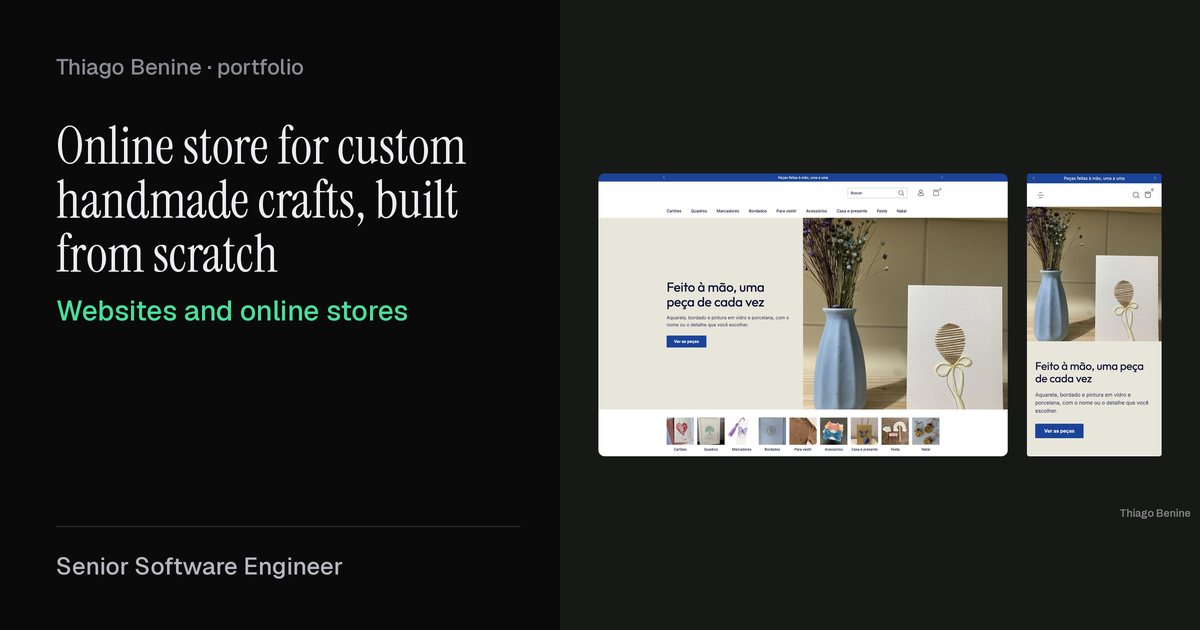 Thiago Benine · portfolio
Online store for custom
handmade crafts, built
from scratch
Websites and online stores
Senior Software Engineer
Peças feitas à mão, uma a uma
Buscar
Cartões Quadros Marcadores Bordados Para vestir Acessórios Casa e presente Festa Natal
Feito à mão, uma
peça de cada vez
Aquarela, bordado e pintura em vidro e porcelana, com o
nome ou o detalhe que você escolher.
Ver as peças
Cartões Quadros Marcadores Bordados Para vestir Acessórios Casa e presente Festa Natal
Peças feitas à mão, uma a uma
Feito à mão, uma peça
de cada vez
Aquarela, bordado e pintura em vidro e
porcelana, com o nome ou o detalhe que você
escolher.
Ver as peças
Thiago Benine